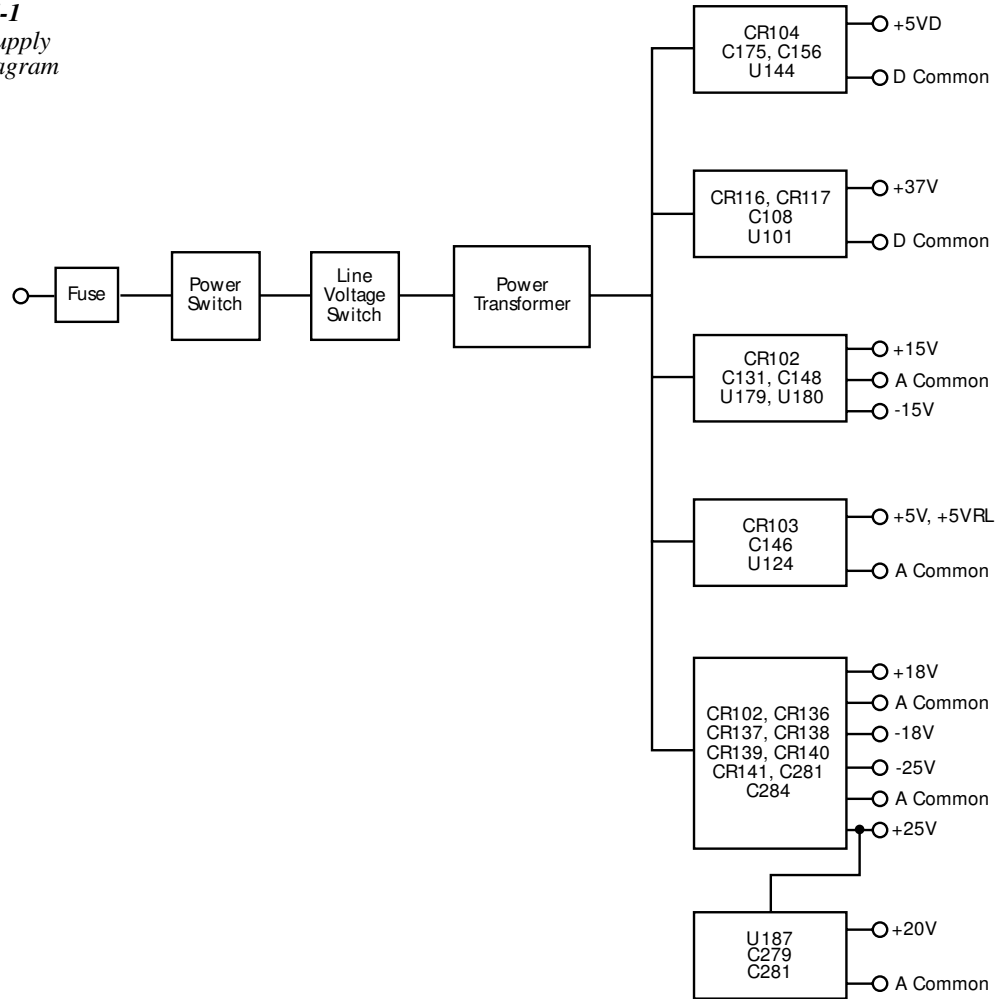 -1
CR104
C175, C156
U144
+5VD
D Common
CR116, CR117
C108
U101
+37V
D Common
Fuse
Power
Switch
Line
Voltage
Switch
Power
Transformer
CR102
C131, C148
U179, U180
+15V
A Common
-15V
CR103
C146
U124
+5V, +5VRL
A Common
CR102, CR136
CR137, CR138
CR139, CR140
CR141, C281
C284
+18V
A Common
-18V
-25V
A Common
+25V
U187
C279
C281
+20V
A Common